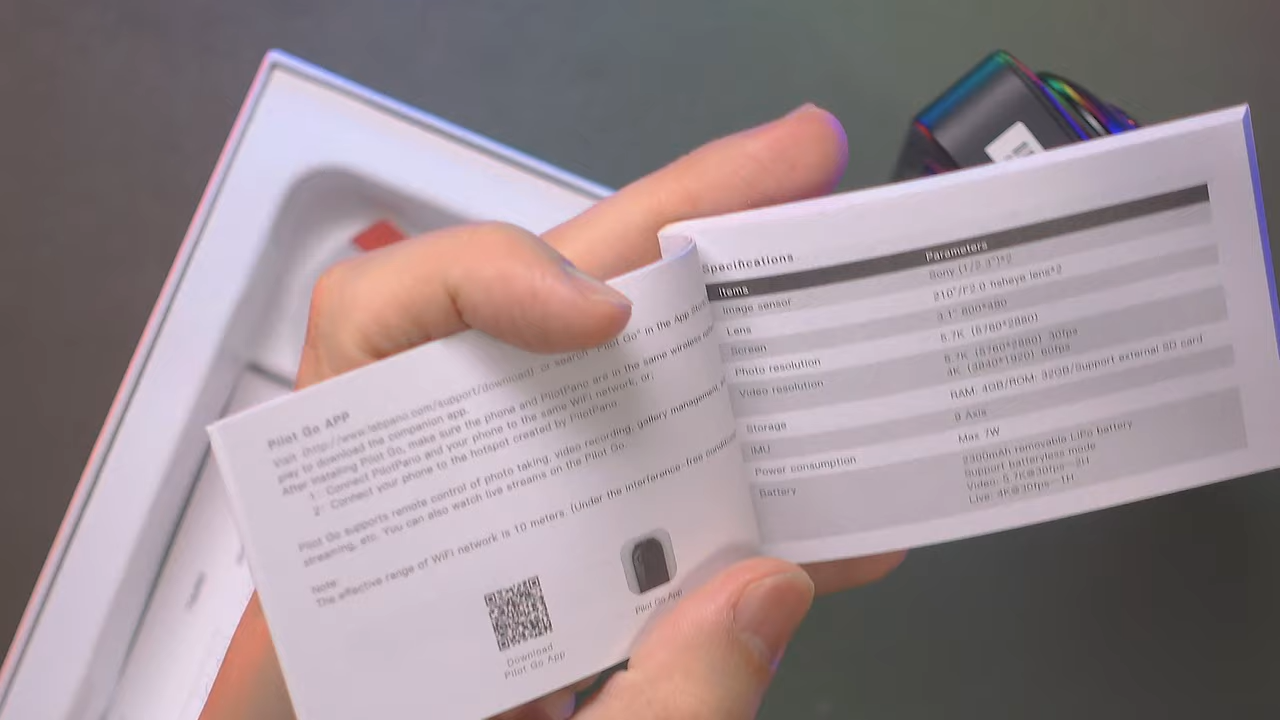 Pilot Go APP
Visit (http://www.labpano.com/support/download) or search "Pilot Go" in the App
play to download the companion app.
After installing Pilot Go, make sure the phone and PilotPano are in the same wireless
1. Connect PilotPano and your phone to the same WiFi network, or;
2. Connect your phone to the hotspot created by PilotPano.
Pilot Go supports remote control of photo taking, video recording, gallery management,
streaming, etc. You can also watch live streams on the Pilot Go.
Note:
The effective range of WiFi network is 10 meters. (Under the interference-free
Download
Pilot Go App
Pilot Go App
Specifications
Items Parameters
Image sensor Sony (1/2.3")*2
Lens 210°/F2.0 fisheye lens*2
Screen 3.1" 800*480
Photo resolution 5.7K (5760*2880)
Video resolution 5.7K (5760*2880) 30fps
4K (3840*1920) 60fps
Storage RAM: 4GB/ROM: 32GB/Support external SD card
IMU 9 Axis
Power consumption Max 7W
Battery 2300mAh removable LiPo battery
Support batteryless mode
Video: 5.7K@30fps—2H
Live: 4K@30fps—1H